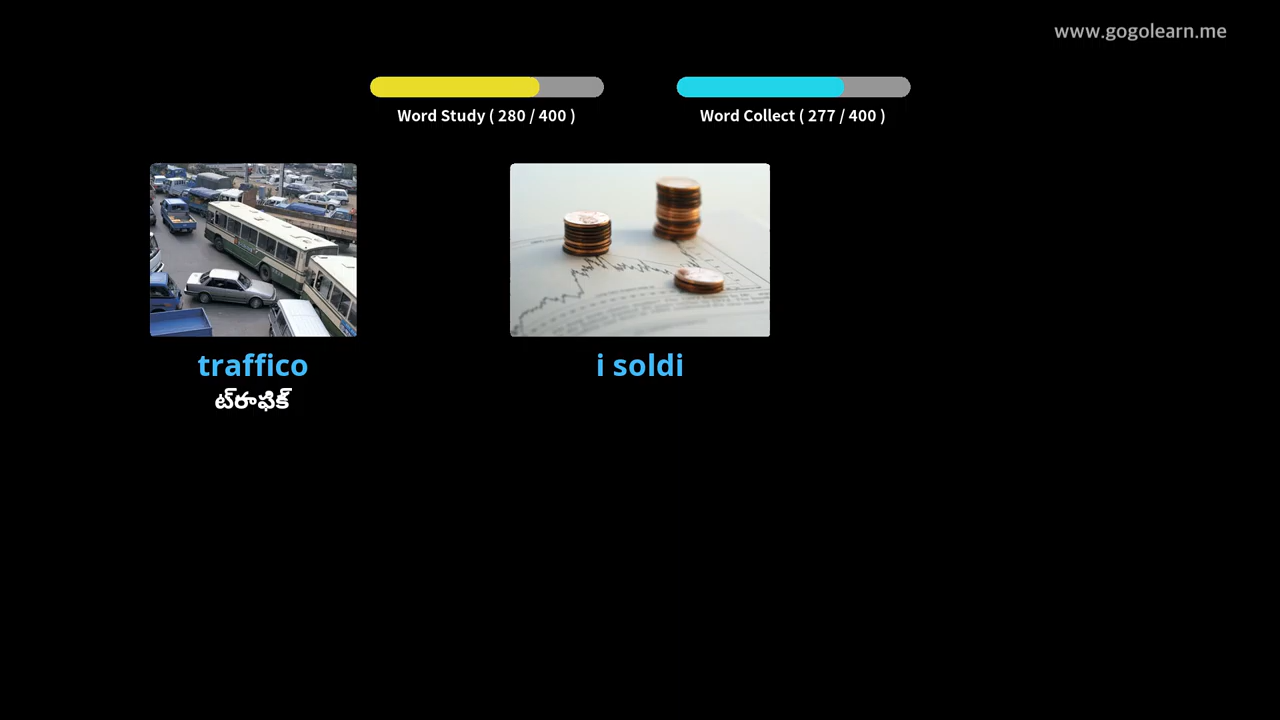 www.gogolearn.me
Word Study ( 280 / 400 )
Word Collect ( 277 / 400 )
traffico
ట్రాఫిక్
i soldi